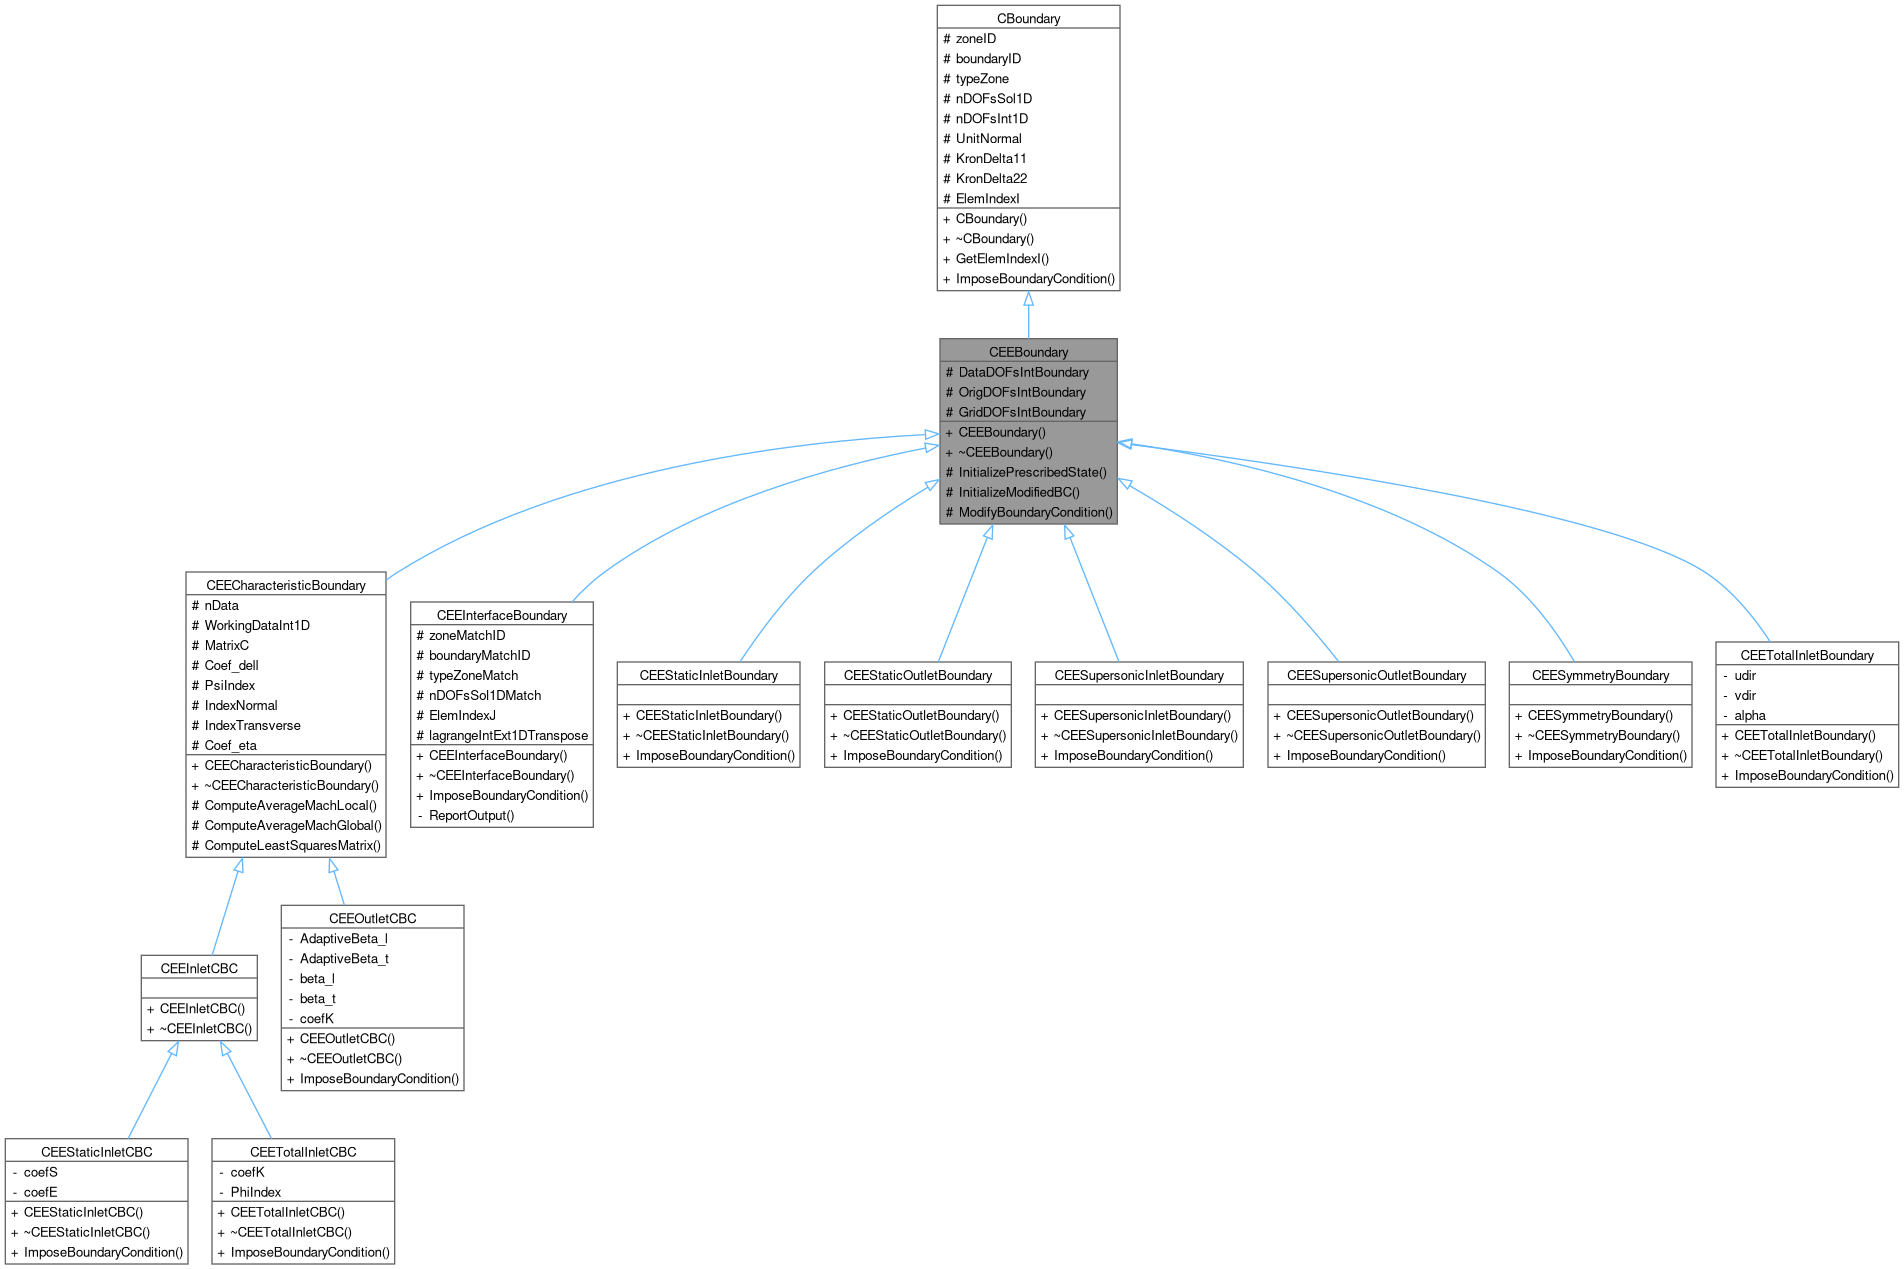 CBoundary
# zoneID
# boundaryID
# typeZone
# nDOFsSol1D
# nDOFsInt1D
# UnitNormal
# KronDelta11
# KronDelta22
# ElemIndexI
+ CBoundary()
+ ~CBoundary()
+ GetElemIndexI()
+ ImposeBoundaryCondition()
CEEBoundary
# DataDOFsIntBoundary
# OrigDOFsIntBoundary
# GridDOFsIntBoundary
+ CEEBoundary()
+ ~CEEBoundary()
# InitializePrescribedState()
# InitializeModifiedBC()
# ModifyBoundaryCondition()
CEECharacteristicBoundary
# nData
# WorkingDataInt1D
# MatrixC
# Coef_dell
# PsiIndex
# IndexNormal
# IndexTransverse
# Coef_eta
+ CEECharacteristicBoundary()
+ ~CEECharacteristicBoundary()
# ComputeAverageMachLocal()
# ComputeAverageMachGlobal()
# ComputeLeastSquaresMatrix()
CEEInterfaceBoundary
# zoneMatchID
# boundaryMatchID
# typeZoneMatch
# nDOFsSol1DMatch
# ElemIndexJ
# lagrangeIntExt1DTranspose
+ CEEInterfaceBoundary()
+ ~CEEInterfaceBoundary()
+ ImposeBoundaryCondition()
- ReportOutput()
CEEStaticInletBoundary
+ CEEStaticInletBoundary()
+ ~CEEStaticInletBoundary()
+ ImposeBoundaryCondition()
CEEStaticOutletBoundary
+ CEEStaticOutletBoundary()
+ ~CEEStaticOutletBoundary()
+ ImposeBoundaryCondition()
CEESupersonicInletBoundary
+ CEESupersonicInletBoundary()
+ ~CEESupersonicInletBoundary()
+ ImposeBoundaryCondition()
CEESupersonicOutletBoundary
+ CEESupersonicOutletBoundary()
+ ~CEESupersonicOutletBoundary()
+ ImposeBoundaryCondition()
CEESymmetryBoundary
+ CEESymmetryBoundary()
+ ~CEESymmetryBoundary()
+ ImposeBoundaryCondition()
CEETotalInletBoundary
- udir
- vdir
- alpha
+ CEETotalInletBoundary()
+ ~CEETotalInletBoundary()
+ ImposeBoundaryCondition()
CEEInletCBC
+ CEEInletCBC()
+ ~CEEInletCBC()
CEEOutletCBC
- AdaptiveBeta_l
- AdaptiveBeta_t
- beta_l
- beta_t
- coefK
+ CEEOutletCBC()
+ ~CEEOutletCBC()
+ ImposeBoundaryCondition()
CEEStaticInletCBC
- coefS
- coefE
+ CEEStaticInletCBC()
+ ~CEEStaticInletCBC()
+ ImposeBoundaryCondition()
CEETotalInletCBC
- coefK
- PhiIndex
+ CEETotalInletCBC()
+ ~CEETotalInletCBC()
+ ImposeBoundaryCondition()